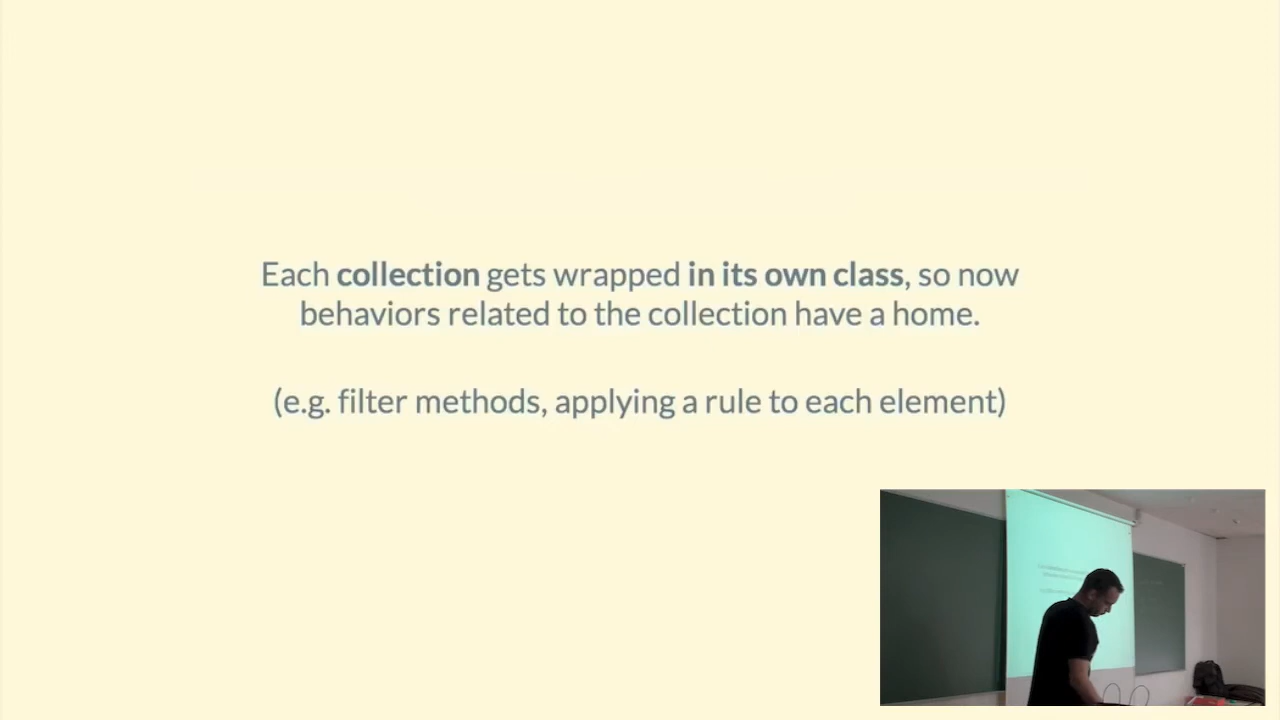 Each collection gets wrapped in its own class, so now
behaviors related to the collection have a home.
(e.g. filter methods, applying a rule to each element)